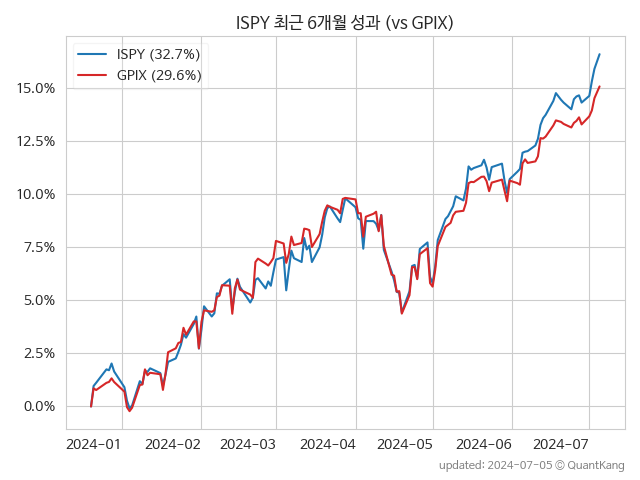 ISPY 최근 6개월 성과 (vs GPIX)
ISPY (32.7%)
GPIX (29.6%)
15.0%
12.5%
10.0%
7.5%
5.0%
2.5%
0.0%
2024-01 2024-02 2024-03 2024-04 2024-05 2024-06 2024-07
updated: 2024-07-05 © QuantKang